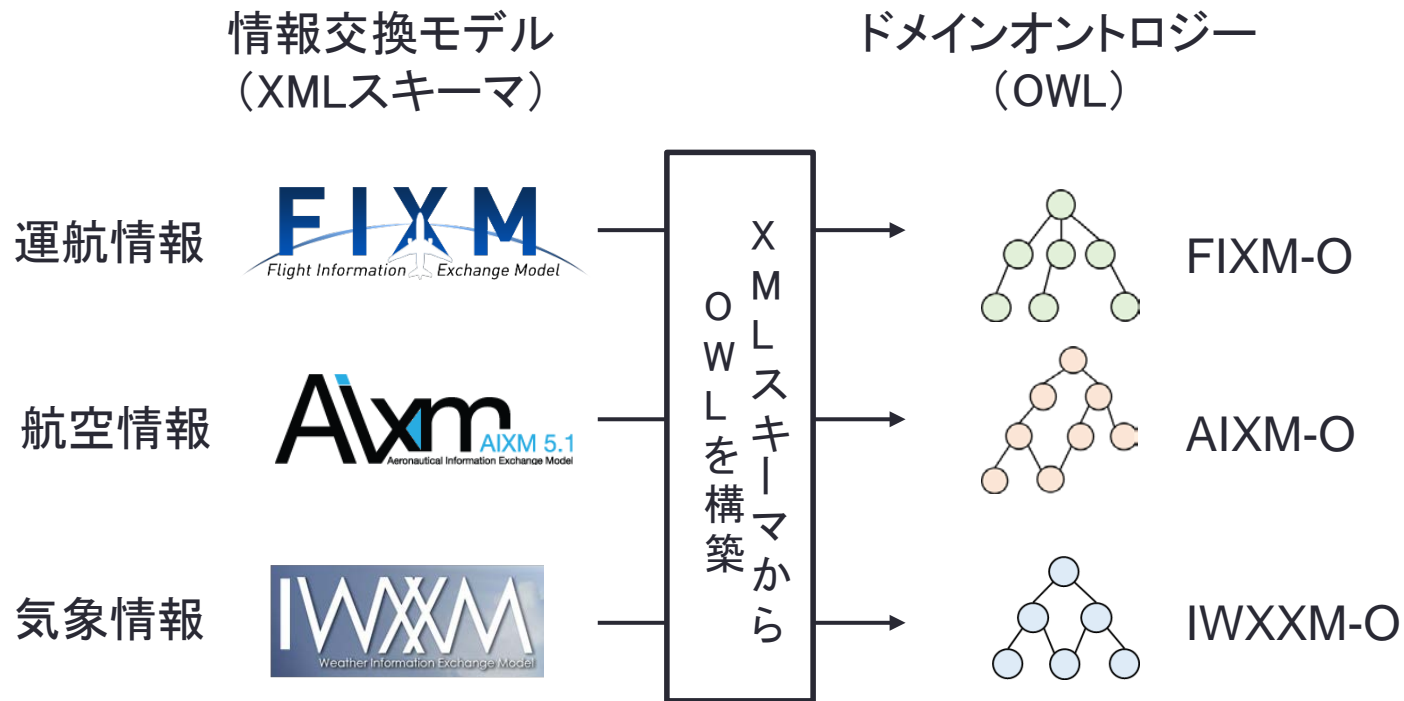 情報交換モデル
（XMLスキーマ）
ドメインオントロジー
（OWL）
運航情報
FIXM
Flight Information Exchange Model
XMLスキーマから
OWLを構築
FIXM-O
航空情報
Aixm
AIXM 5.1
Aeronautical Information Exchange Model
AIXM-O
気象情報
IWXXM
Weather Information Exchange Model
IWXXM-O